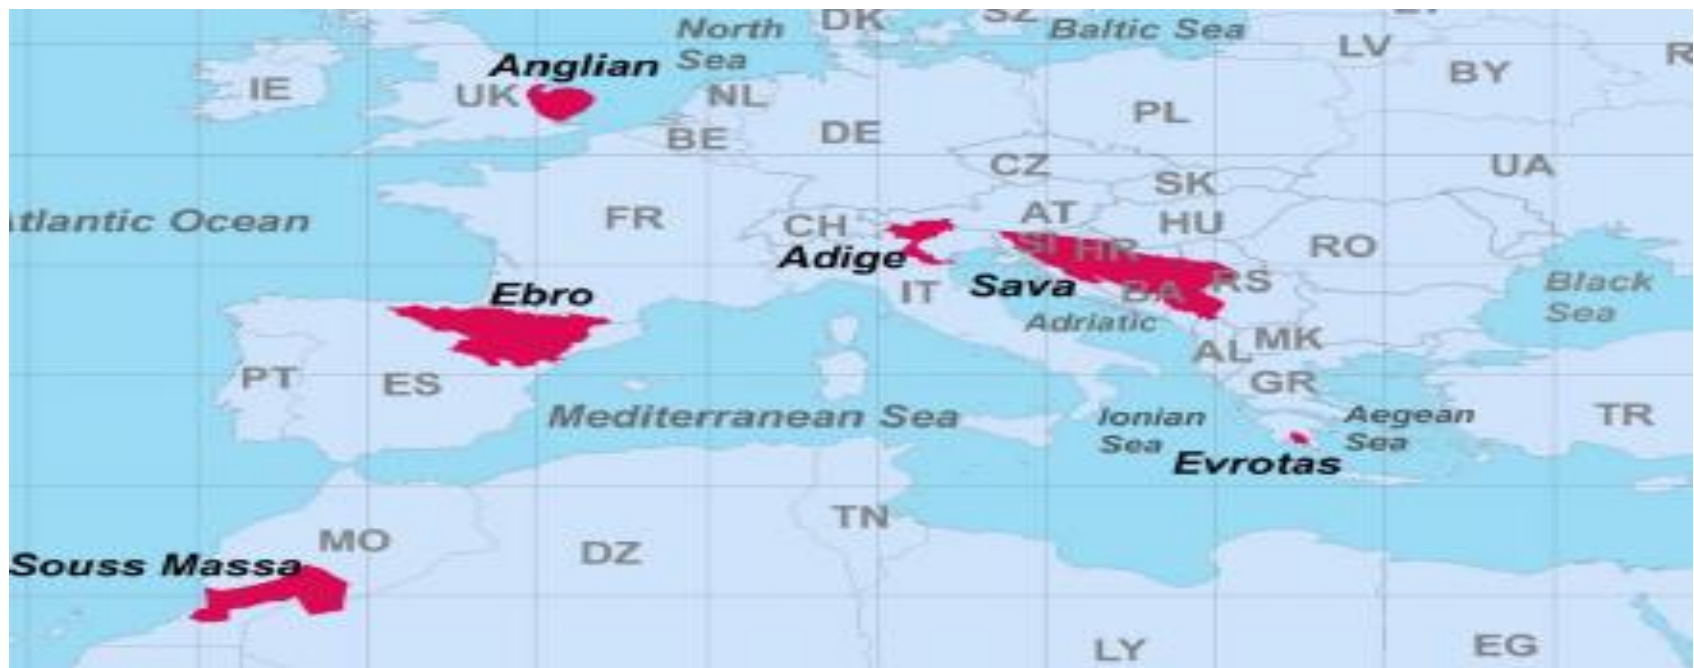 North
Sea
DK
Baltic Sea
LV
BY
Anglian
IE
UK
NL
BE
DE
PL
CZ
SK
UA
Atlantic Ocean
FR
CH
AT
HU
RO
SI
HR
Adige
Sava
IT
BA
RS
Black
Sea
Ebro
Adriatic
AL
MK
GR
PT
ES
Mediterranean Sea
Ionian
Sea
Aegean
Sea
TR
Evrotas
MO
DZ
TN
Souss Massa
LY
EG